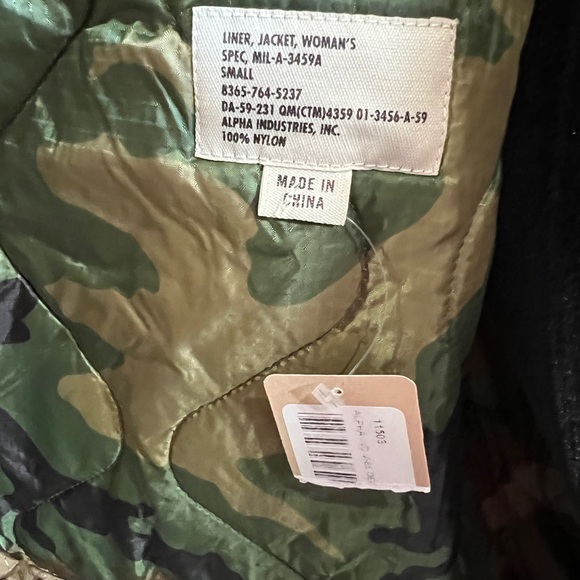 LINER, JACKET, WOMAN'S
SPEC, MIL-A-3459A
SMALL
8365-764-5237
DA-59-231 QM(CTM)4359 01-3456-A-59
ALPHA INDUSTRIES, INC.
100% NYLON
MADE IN
CHINA
11503
ALPHA